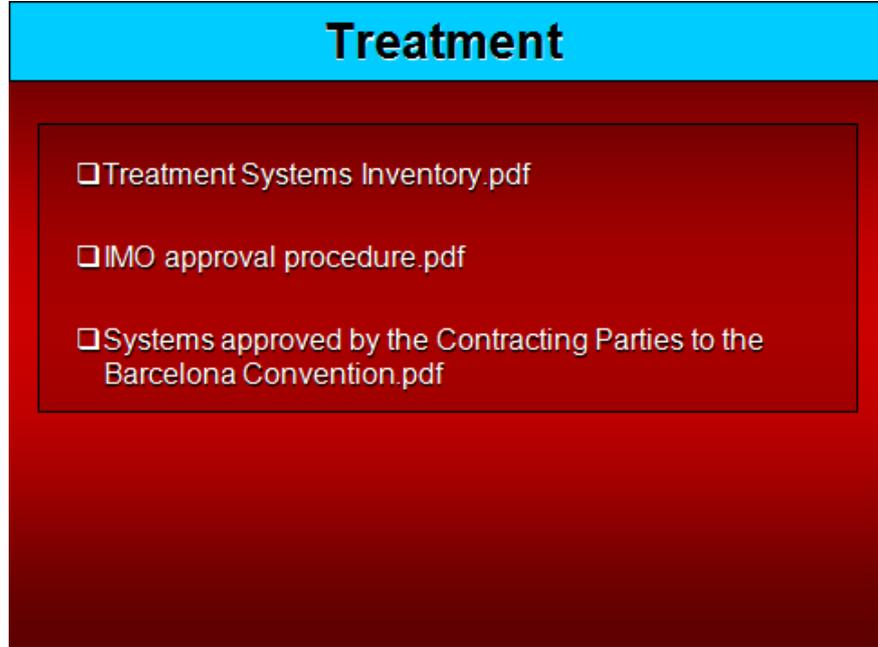 Treatment
❑Treatment Systems Inventory.pdf
❑IMO approval procedure.pdf
❑Systems approved by the Contracting Parties to the
Barcelona Convention.pdf